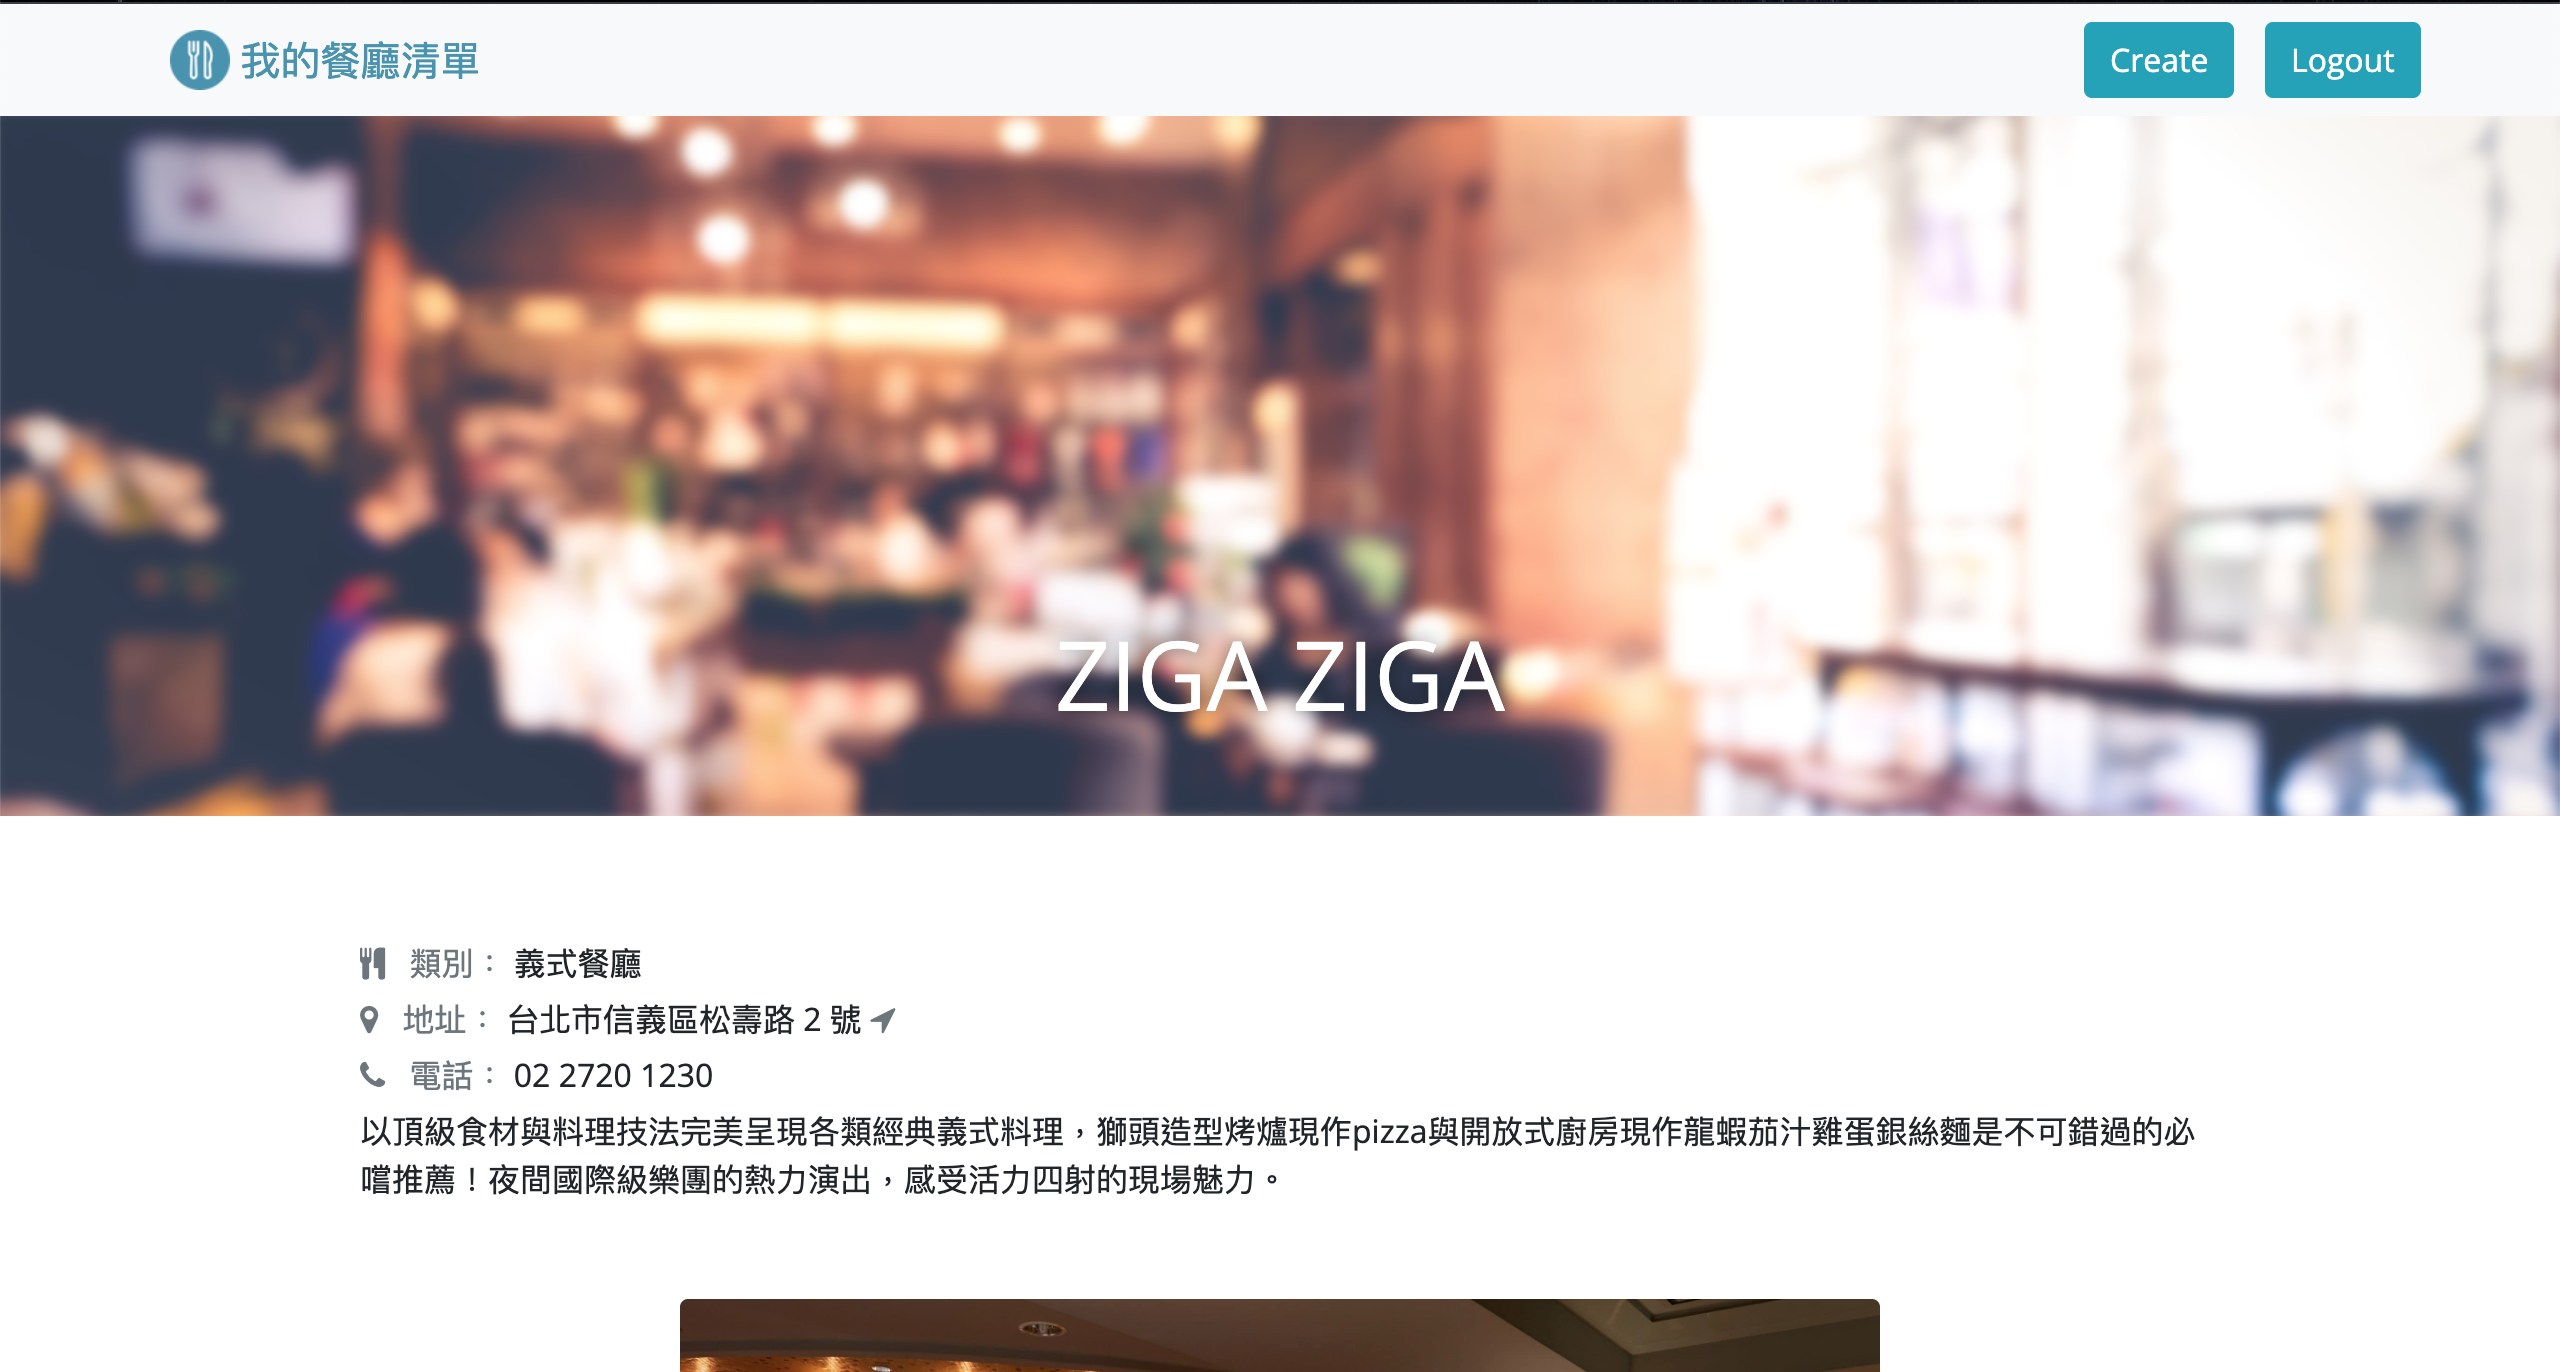 我的餐廳清單
Create
Logout
ZIGA ZIGA
類別： 義式餐廳
地址： 台北市信義區松壽路 2 號
電話： 02 2720 1230
以頂級食材與料理技法完美呈現各類經典義式料理，獅頭造型烤爐現作pizza與開放式廚房現作龍蝦茄汁雞蛋銀絲麵是不可錯過的必
嚐推薦！夜間國際級樂團的熱力演出，感受活力四射的現場魅力。